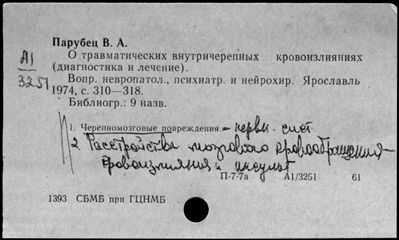 Парубец В. А.
О травматических внутричерепных кровоизлияниях
(диагностика и лечение).
А1
3251
Вопр. невропатол., психиатр. и нейрохир. Ярославль
1974, с. 310—318.
Библиогр.: 9 назв.
1. Черепномозговые повреждения - нервн. сист.
2 Расстройства мозгового кровообращения -
кровоизлияния и инсульт
П-7-7а А1/3251 61
1393 СБМБ при ГЦНМБ